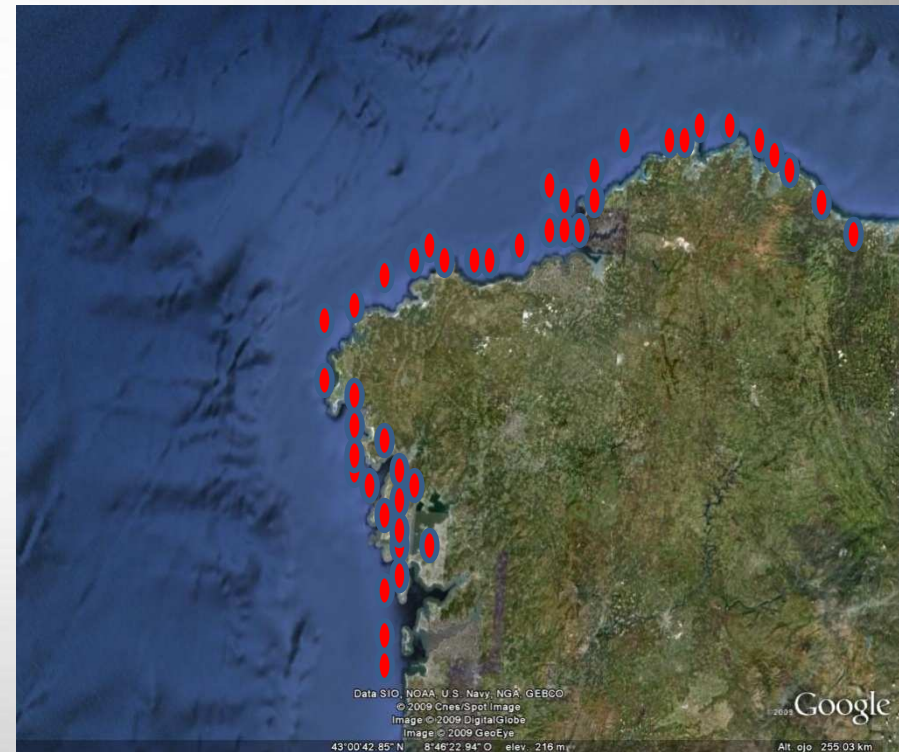 Data SIO, NOAA, U.S. Navy, NGA, GEBCO
© 2009 Cnes/Spot Image
Image © 2009 DigitalGlobe
Image © 2009 GeoEye
©2009 Google
43°00'42.85" N 8°46'22.94" O elev. 216 m
Alt. ojo 255.03 km